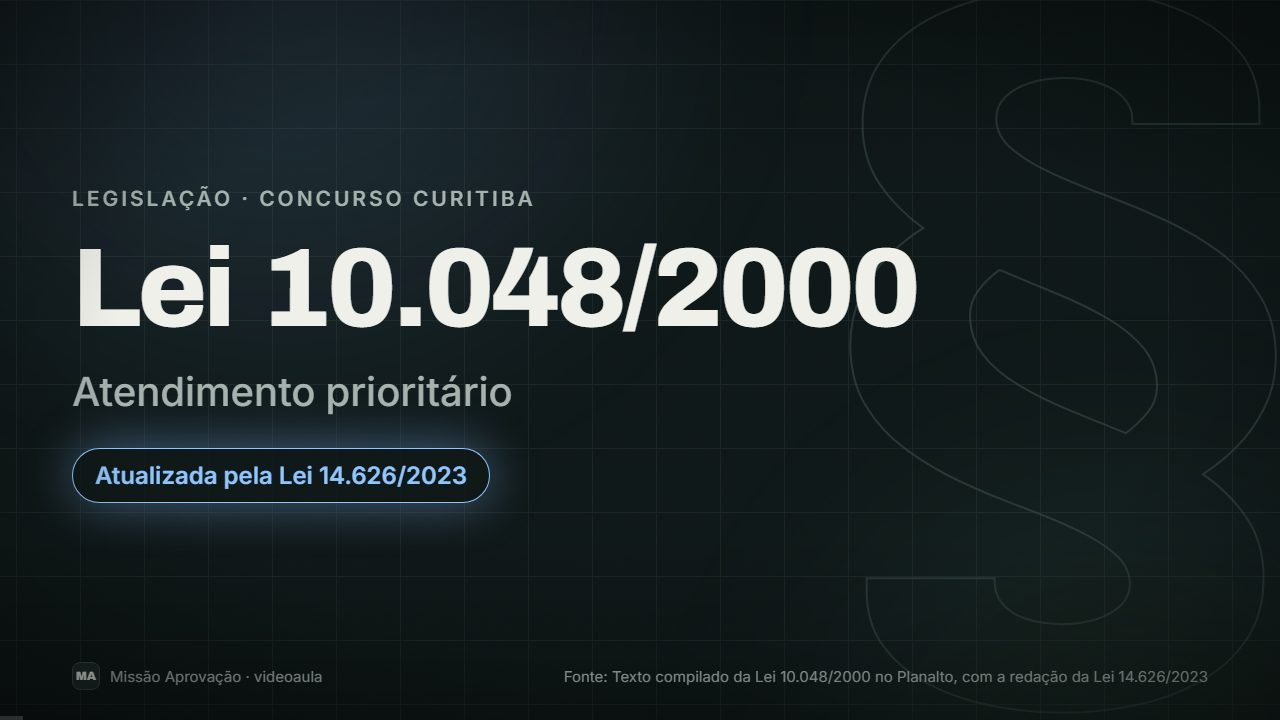 LEGISLAÇÃO · CONCURSO CURITIBA
Lei 10.048/2000
Atendimento prioritário
Atualizada pela Lei 14.626/2023
MA Missão Aprovação · videoaula
Fonte: Texto compilado da Lei 10.048/2000 no Planalto, com a redação da Lei 14.626/2023